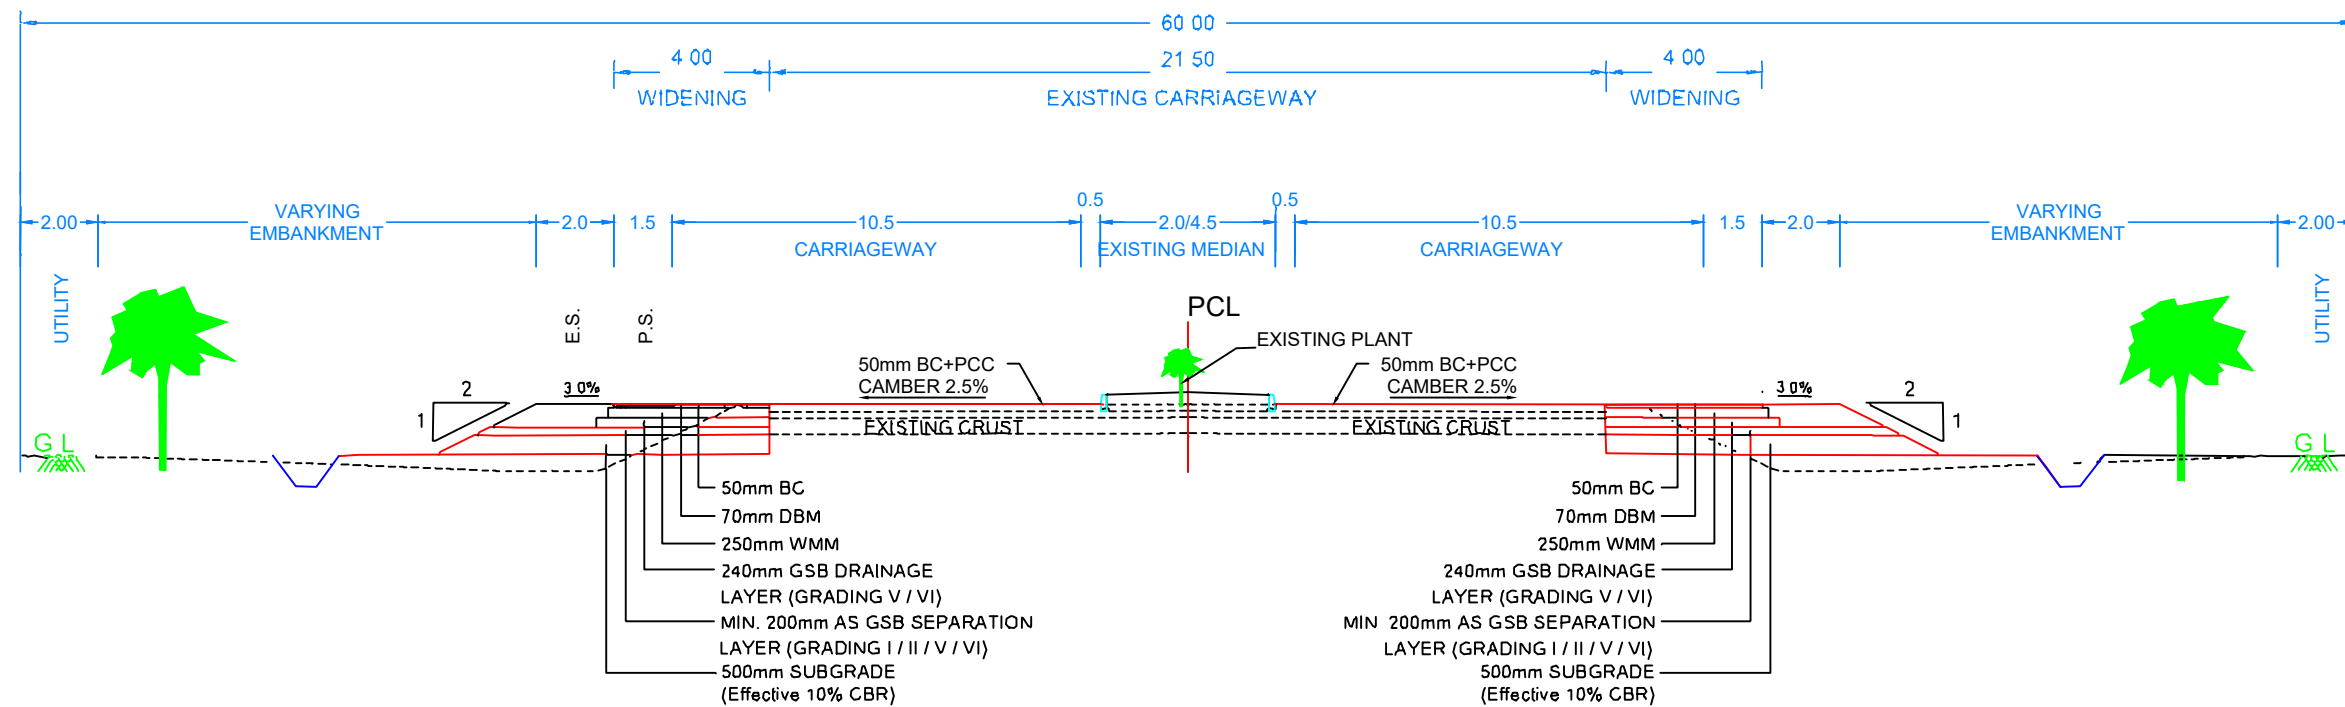 60 00
4 00
21 50
4 00
WIDENING
EXISTING CARRIAGEWAY
WIDENING
0.5
0.5
2.00
VARYING
EMBANKMENT
2.0
1.5
10.5
2.0/4.5
10.5
1.5
2.0
VARYING
EMBANKMENT
2.00
CARRIAGEWAY
EXISTING MEDIAN
CARRIAGEWAY
UTILITY
E.S.
P.S.
PCL
UTILITY
EXISTING PLANT
50mm BC+PCC
CAMBER 2.5%
50mm BC+PCC
CAMBER 2.5%
2
1
3.0%
3.0%
2
1
EXISTING CRUST
EXISTING CRUST
G L
G L
50mm BC
70mm DBM
250mm WMM
240mm GSB DRAINAGE
LAYER (GRADING V / VI)
MIN. 200mm AS GSB SEPARATION
LAYER (GRADING I / II / V / VI)
500mm SUBGRADE
(Effective 10% CBR)
50mm BC
70mm DBM
250mm WMM
240mm GSB DRAINAGE
LAYER (GRADING V / VI)
MIN 200mm AS GSB SEPARATION
LAYER (GRADING I / II / V / VI)
500mm SUBGRADE
(Effective 10% CBR)